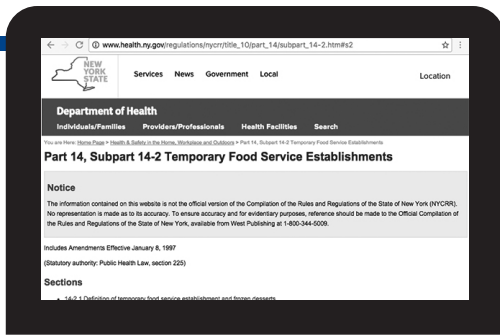 www.health.ny.gov/regulations/nycrr/title_10/part_14/subpart_14-2.htm#s2
NEW YORK STATE
Services News Government Local
Location
Department of Health
Individuals/Families Providers/Professionals Health Facilities Search
You are Here: Home Page > Health & Safety in the Home, Workplace and Outdoors > Part 14, Subpart 14-2 Temporary Food Service Establishments
Part 14, Subpart 14-2 Temporary Food Service Establishments
Notice
The information contained on this website is not the official version of the Compilation of the Rules and Regulations of the State of New York (NYCRR).
No representation is made as to its accuracy. To ensure accuracy and for evidentiary purposes, reference should be made to the Official Compilation of
the Rules and Regulations of the State of New York, available from West Publishing at 1-800-344-5009.
Includes Amendments Effective January 8, 1997
(Statutory authority: Public Health Law, section 225)
Sections
14-2.1 Definition of temporary food service establishment and frozen desserts